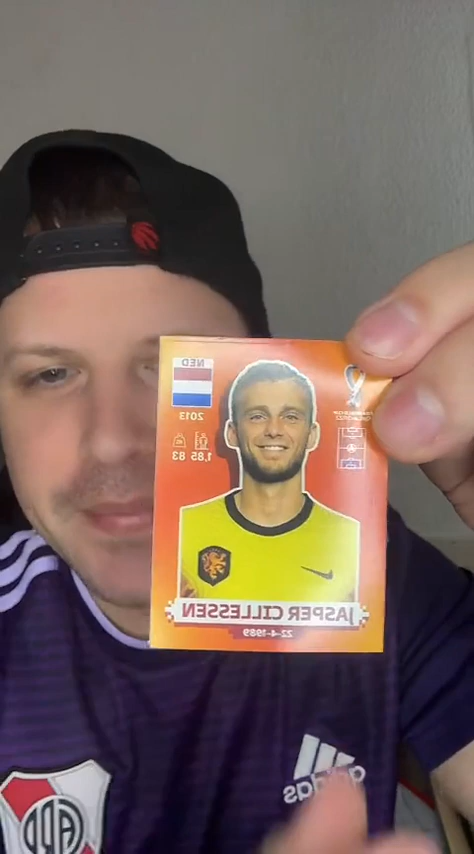 NED
2013
1,85 83
JASPER CILLESSEN
22-4-1989
adidas